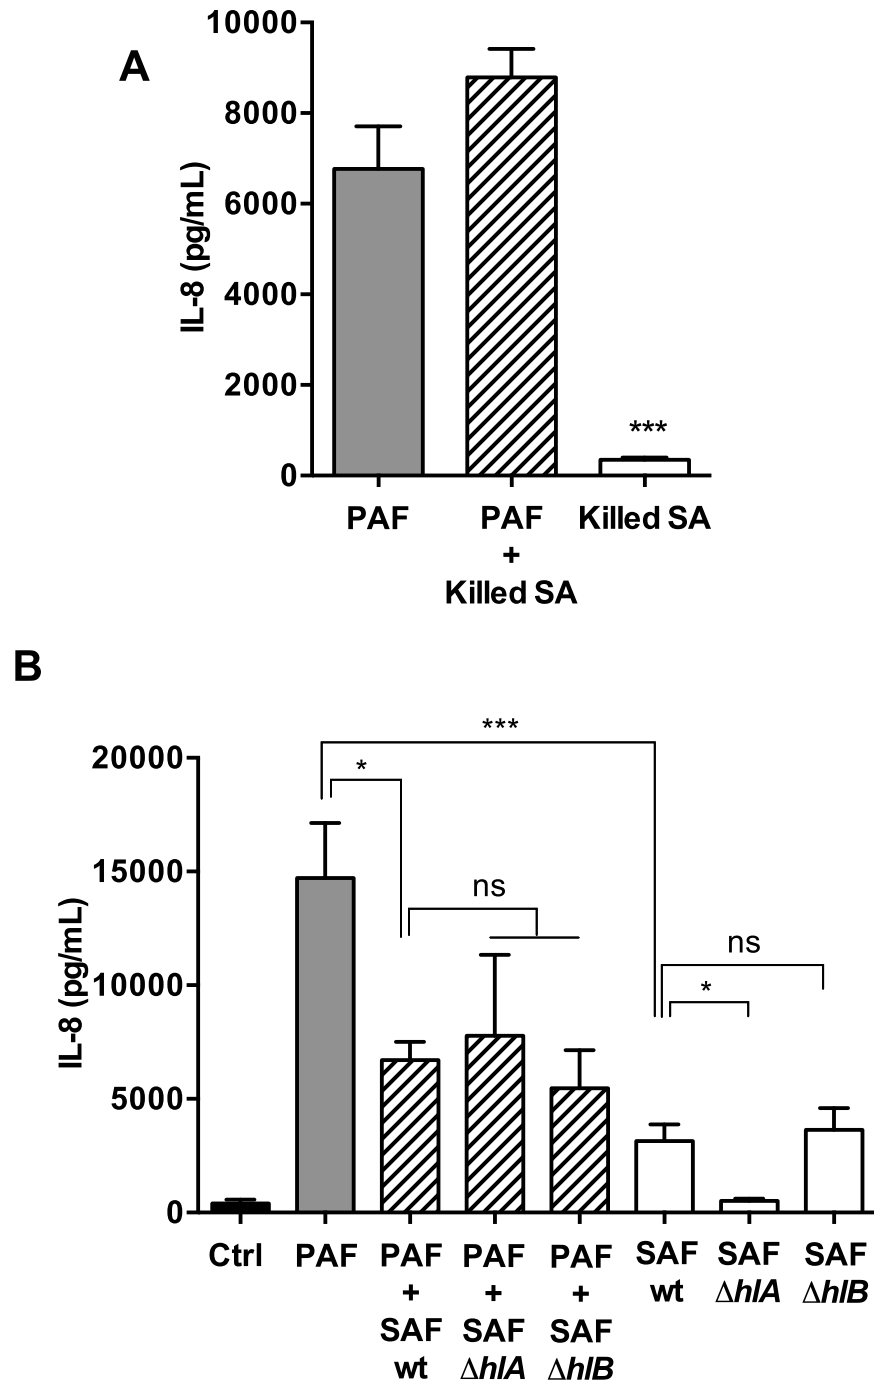 A
10000
8000
6000
4000
2000
0
IL-8 (pg/mL)
***
PAF
PAF
+
Killed SA
Killed SA
B
20000
15000
10000
5000
0
IL-8 (pg/mL)
***
*
ns
ns
*
Ctrl
PAF
PAF
+
SAF
wt
PAF
+
SAF
ΔhlA
PAF
+
SAF
ΔhlB
SAF
wt
SAF
ΔhlA
SAF
ΔhlB